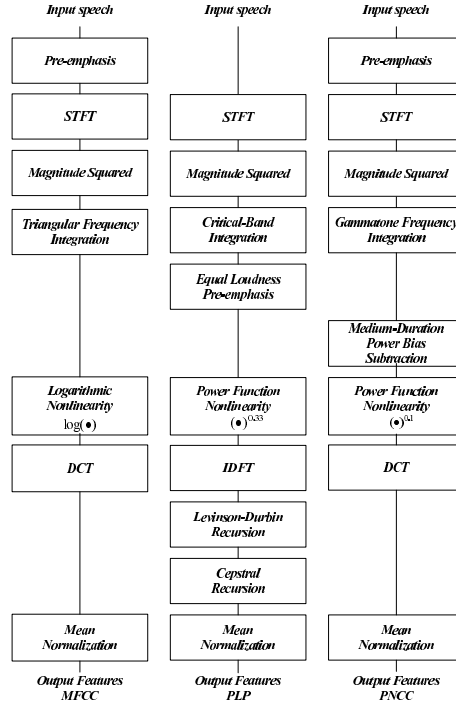 Input speech
Pre-emphasis
STFT
Magnitude Squared
Triangular Frequency
Integration
Logarithmic
Nonlinearity
log(•)
DCT
Mean
Normalization
Output Features
MFCC
Input speech
STFT
Magnitude Squared
Critical-Band
Integration
Equal Loudness
Pre-emphasis
Power Function
Nonlinearity
(•)^0.33
IDFT
Levinson-Durbin
Recursion
Cepstral
Recursion
Mean
Normalization
Output Features
PLP
Input speech
Pre-emphasis
STFT
Magnitude Squared
Gammatone Frequency
Integration
Medium-Duration
Power Bias
Subtraction
Power Function
Nonlinearity
(•)^0.1
DCT
Mean
Normalization
Output Features
PNCC